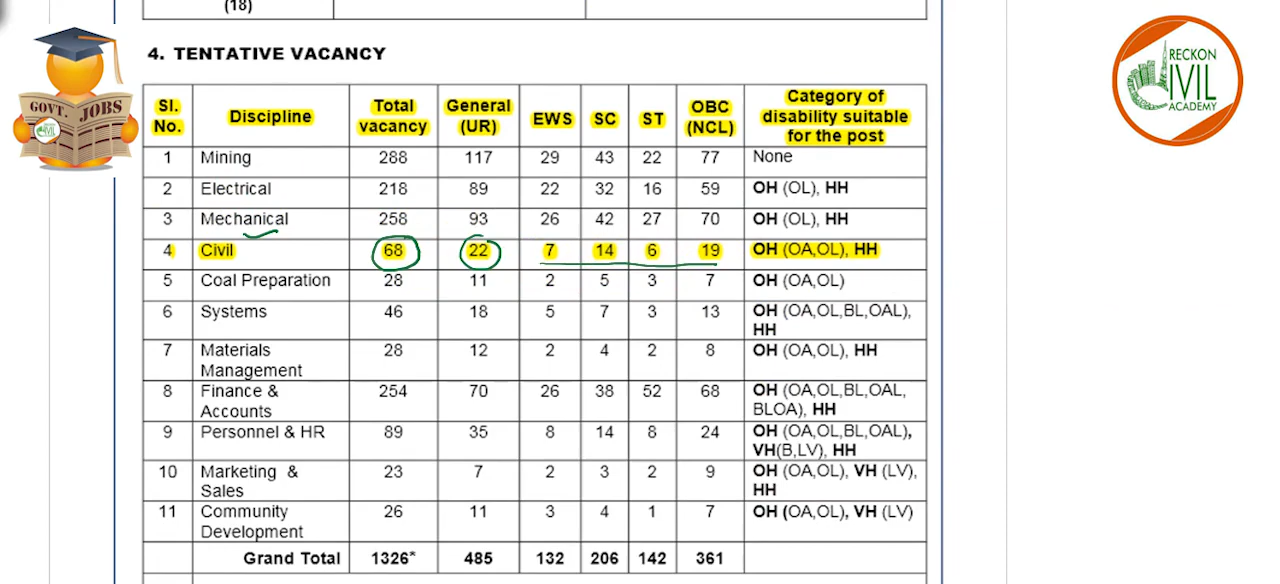 (18)
4. TENTATIVE VACANCY
GOVT. JOBS
CIVIL
RECKON
CIVIL
ACADEMY
Sl. No. Discipline Total vacancy General (UR) EWS SC ST OBC (NCL) Category of disability suitable for the post
1 Mining 288 117 29 43 22 77 None
2 Electrical 218 89 22 32 16 59 OH (OL), HH
3 Mechanical 258 93 26 42 27 70 OH (OL), HH
4 Civil 68 22 7 14 6 19 OH (OA,OL), HH
5 Coal Preparation 28 11 2 5 3 7 OH (OA,OL)
6 Systems 46 18 5 7 3 13 OH (OA,OL,BL,OAL), HH
7 Materials Management 28 12 2 4 2 8 OH (OA,OL), HH
8 Finance & Accounts 254 70 26 38 52 68 OH (OA,OL,BL,OAL, BLOA), HH
9 Personnel & HR 89 35 8 14 8 24 OH (OA,OL,BL,OAL), VH(B,LV), HH
10 Marketing & Sales 23 7 2 3 2 9 OH (OA,OL), VH (LV), HH
11 Community Development 26 11 3 4 1 7 OH (OA,OL), VH (LV)
Grand Total 1326* 485 132 206 142 361